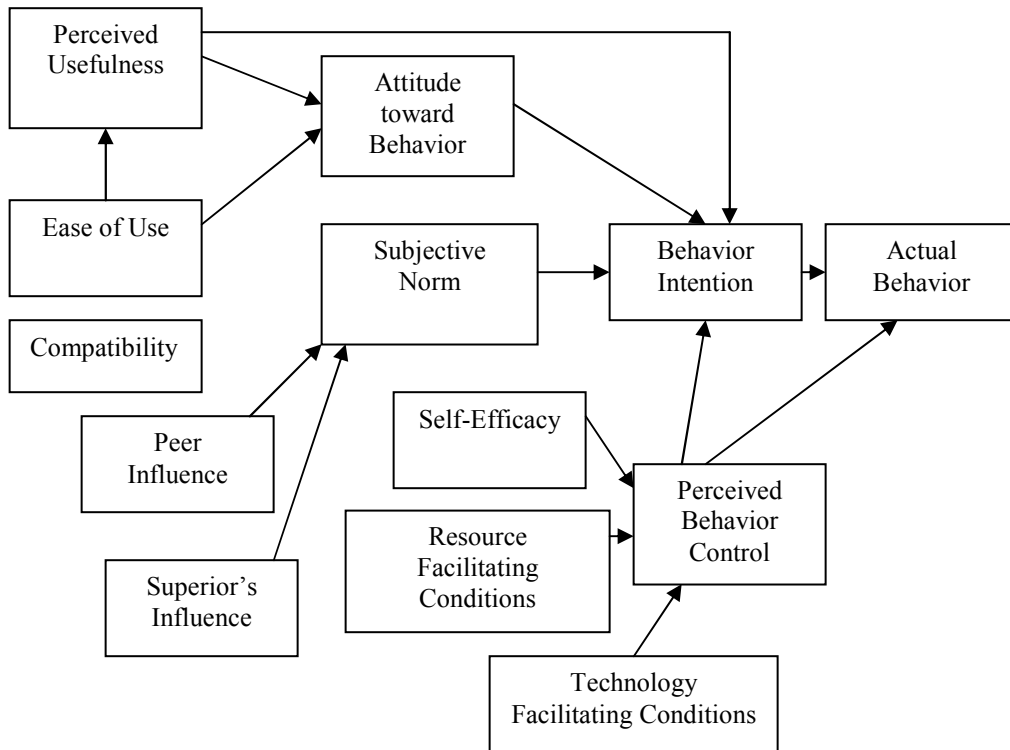 Perceived
Usefulness
Attitude
toward
Behavior
Ease of Use
Subjective
Norm
Behavior
Intention
Actual
Behavior
Compatibility
Peer
Influence
Self-Efficacy
Perceived
Behavior
Control
Resource
Facilitating
Conditions
Superior’s
Influence
Technology
Facilitating Conditions